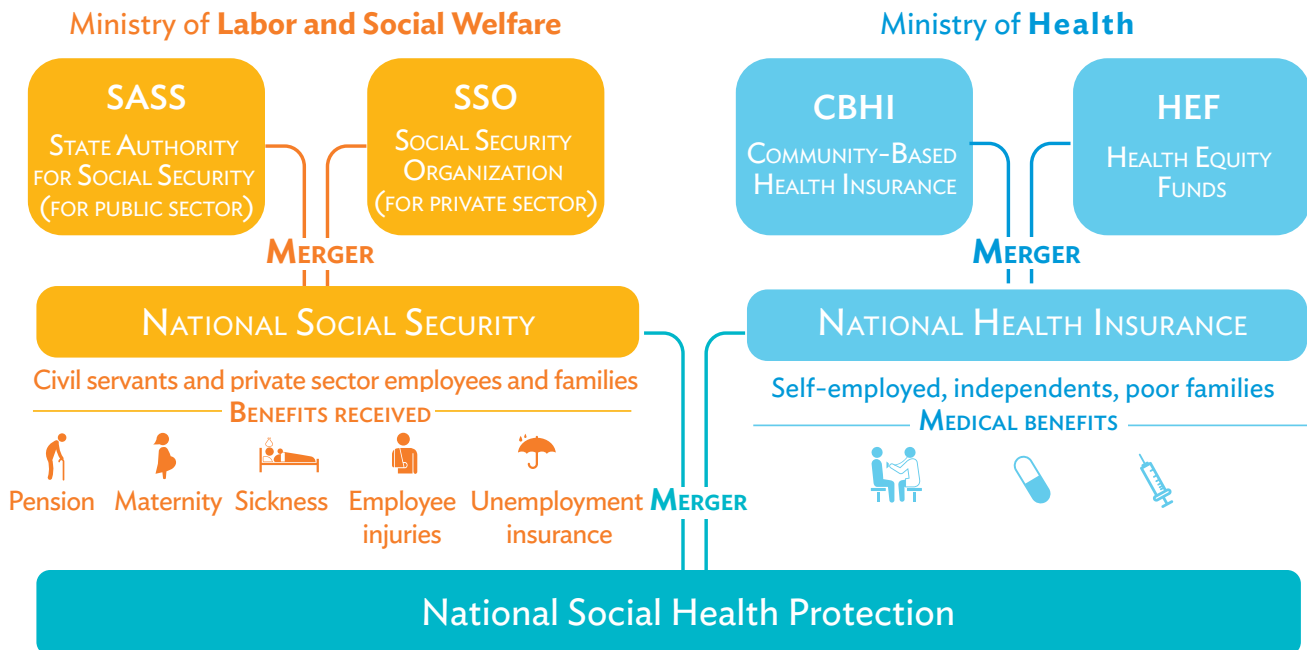 Ministry of Labor and Social Welfare
SASS
State Authority
for Social Security
(for public sector)
SSO
Social Security
Organization
(for private sector)
Merger
National Social Security
Civil servants and private sector employees and families
Benefits received
Pension
Maternity
Sickness
Employee
injuries
Unemployment
insurance
Ministry of Health
CBHI
Community-Based
Health Insurance
HEF
Health Equity
Funds
Merger
National Health Insurance
Self-employed, independents, poor families
Medical benefits
Merger
National Social Health Protection